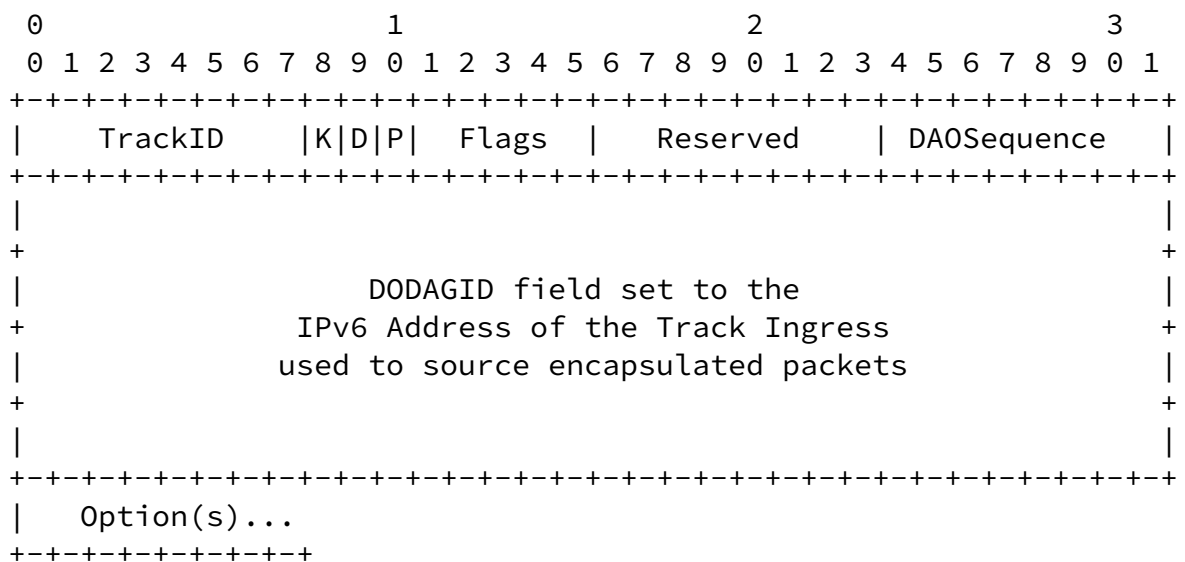 0                   1                   2                   3
 0 1 2 3 4 5 6 7 8 9 0 1 2 3 4 5 6 7 8 9 0 1 2 3 4 5 6 7 8 9 0 1
+-+-+-+-+-+-+-+-+-+-+-+-+-+-+-+-+-+-+-+-+-+-+-+-+-+-+-+-+-+-+-+-+
|    TrackID    |K|D|P|  Flags  |   Reserved    | DAOSequence   |
+-+-+-+-+-+-+-+-+-+-+-+-+-+-+-+-+-+-+-+-+-+-+-+-+-+-+-+-+-+-+-+-+
|                                                               |
+                                                               +
|                   DODAGID field set to the                    |
+               IPv6 Address of the Track Ingress               +
|              used to source encapsulated packets              |
+                                                               +
|                                                               |
+-+-+-+-+-+-+-+-+-+-+-+-+-+-+-+-+-+-+-+-+-+-+-+-+-+-+-+-+-+-+-+-+
|   Option(s)...
+-+-+-+-+-+-+-+-+